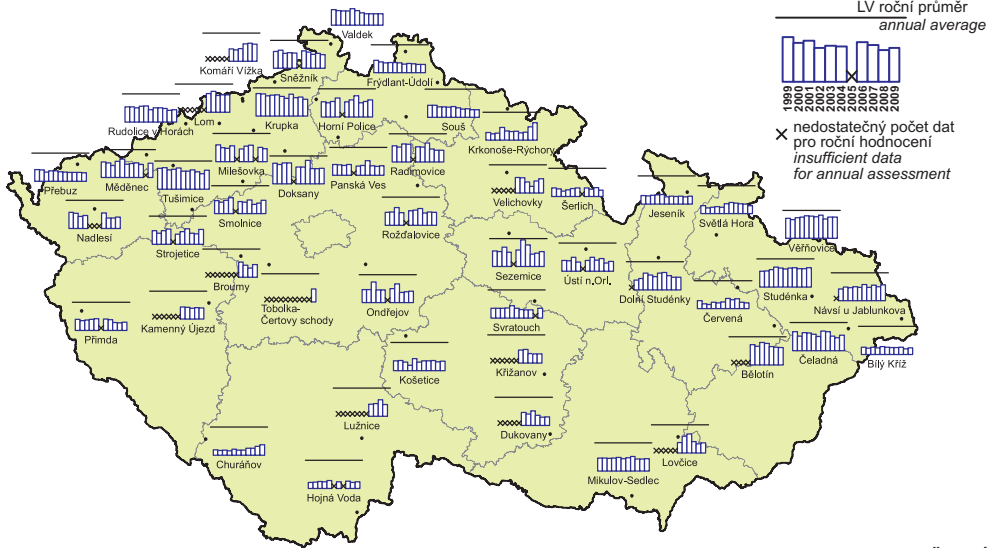 LV roční průměr
annual average
1999
2000
2001
2002
2003
2004
2005
2006
2007
2008
2009
nedostatečný počet dat
pro roční hodnocení
insufficient data
for annual assessment
Valdek
Komáří Vížka
Sněžník
Frýdlant-Údolí
Rudolice v Horách
Lom
Krupka
Horní Police
Souš
Krkonoše-Rýchory
Přebuz
Měděnec
Tušimice
Milešovka
Doksany
Panská Ves
Radimovice
Velichovky
Šerlich
Jeseník
Světlá Hora
Nadlesí
Smolnice
Rožďalovice
Věřňovice
Strojetice
Broumy
Sezemice
Ústí n.Orl.
Dolní Studénky
Studénka
Přimda
Kamenný Újezd
Tobolka-
Čertovy schody
Ondřejov
Svratouch
Červená
Návsí u Jablunkova
Košetice
Křižanov
Bělotín
Čeladná
Bílý Kříž
Lužnice
Dukovany
Lovčice
Churáňov
Hojná Voda
Mikulov-Sedlec